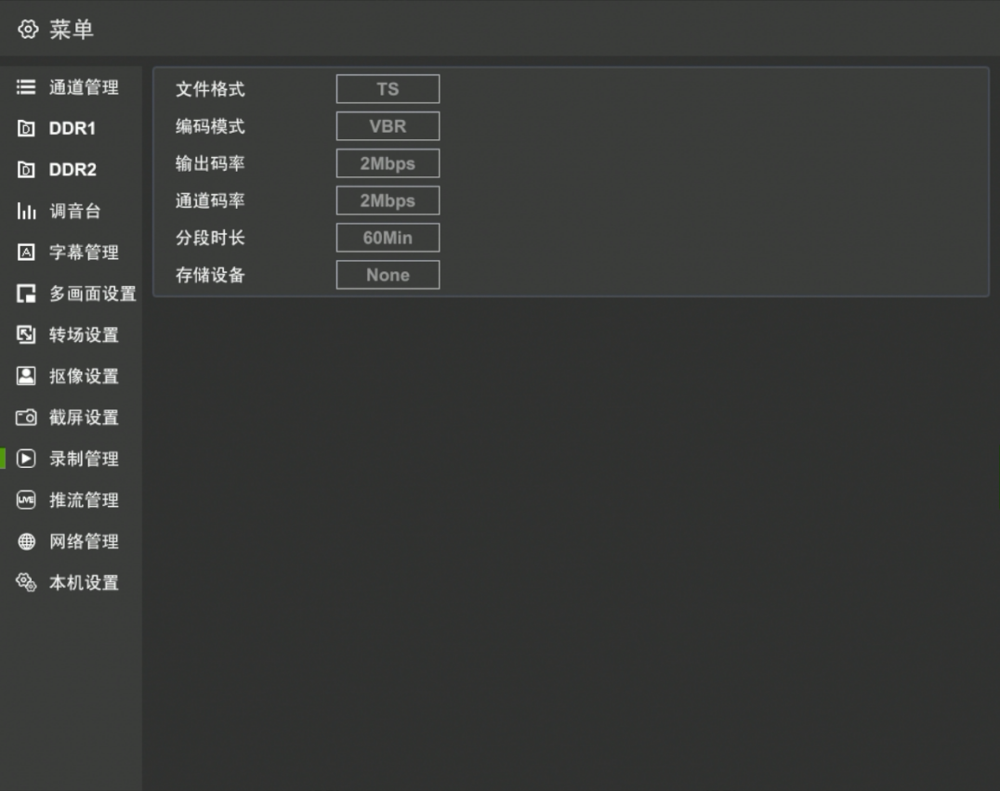 菜单
通道管理
DDR1
DDR2
调音台
字幕管理
多画面设置
转场设置
抠像设置
截屏设置
录制管理
LIVE 推流管理
网络管理
本机设置
文件格式 TS
编码模式 VBR
输出码率 2Mbps
通道码率 2Mbps
分段时长 60Min
存储设备 None